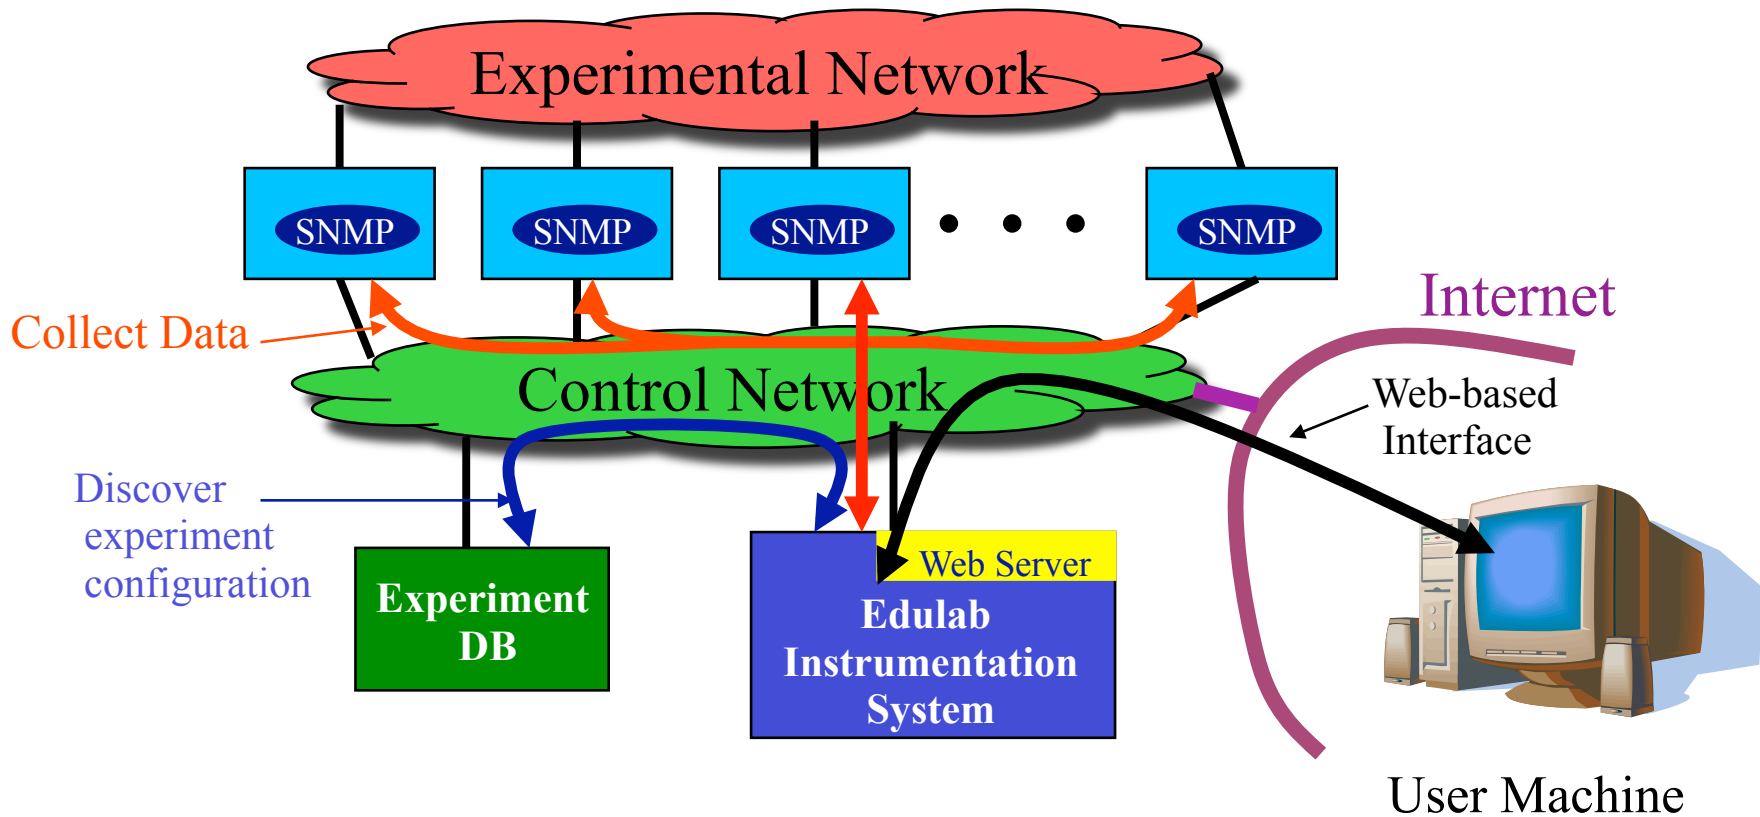 Experimental Network
SNMP
SNMP
SNMP
SNMP
Internet
Collect Data
Control Network
Web-based
Interface
Discover
experiment
configuration
Web Server
Experiment
DB
Edulab
Instrumentation
System
User Machine